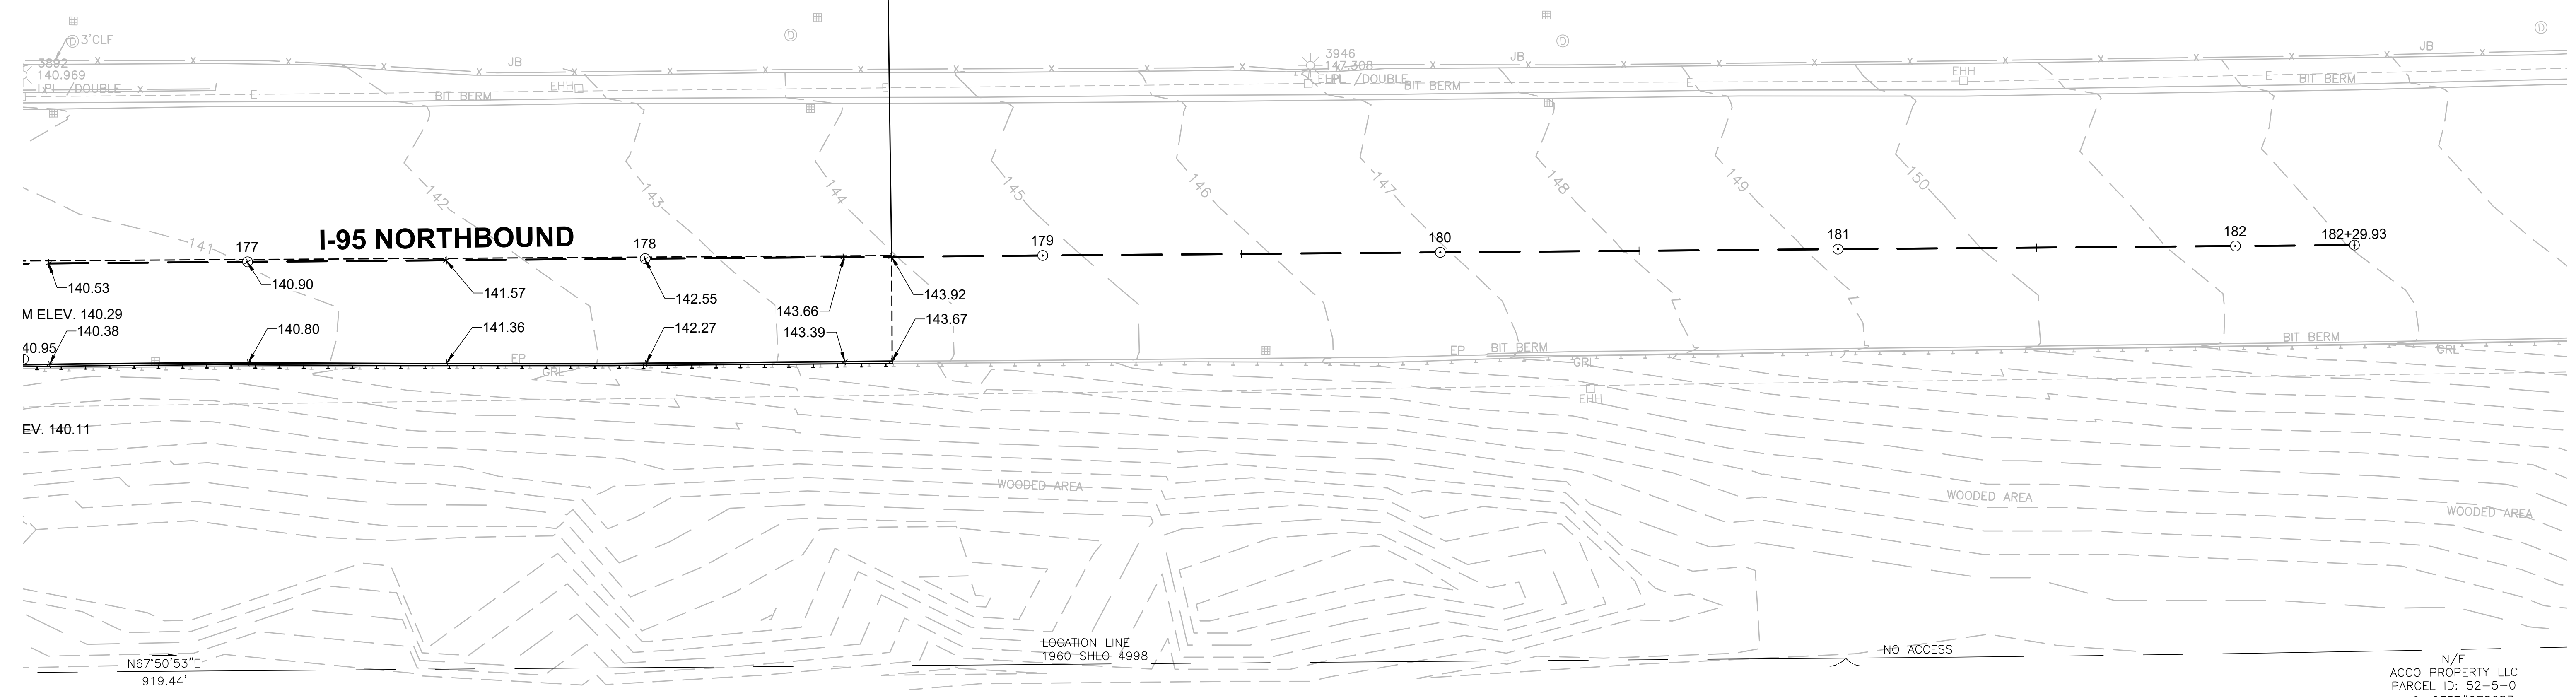 3'CLF
3892
140.969
LPL /DOUBLE
E
BIT BERM
JB
EHH
E
3946
147.308
LPL /DOUBLE
BIT BERM
JB
E
EHH
E
BIT BERM
JB
D
D
D
D
141
142
143
144
145
146
147
148
149
150
I-95 NORTHBOUND
177
178
179
180
181
182
182+29.93
140.53
140.90
141.57
142.55
143.66
143.92
M ELEV. 140.29
140.38
140.80
141.36
142.27
143.39
143.67
40.95
EP
GRL
EP
BIT BERM
GRL
EHH
BIT BERM
GRL
EV. 140.11
WOODED AREA
WOODED AREA
WOODED AREA
N67°50'53"E
919.44'
LOCATION LINE
1960 SHLO 4998
NO ACCESS
N/F
ACCO PROPERTY LLC
PARCEL ID: 52-5-0